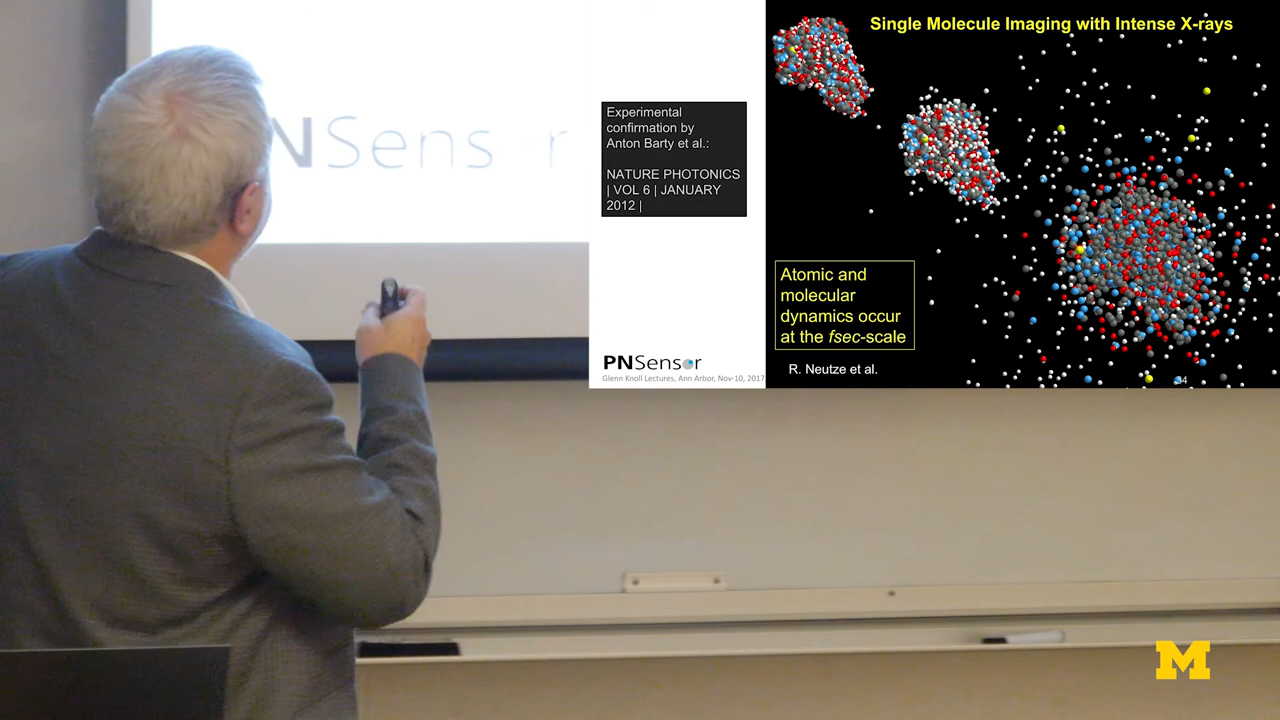 NSens r
Single Molecule Imaging with Intense X-rays
Experimental
confirmation by
Anton Barty et al.:
NATURE PHOTONICS
| VOL 6 | JANUARY
2012 |
Atomic and
molecular
dynamics occur
at the fsec-scale
R. Neutze et al.
PNSensor
Glenn Knoll Lectures, Ann Arbor, Nov-10, 2017,
34
M